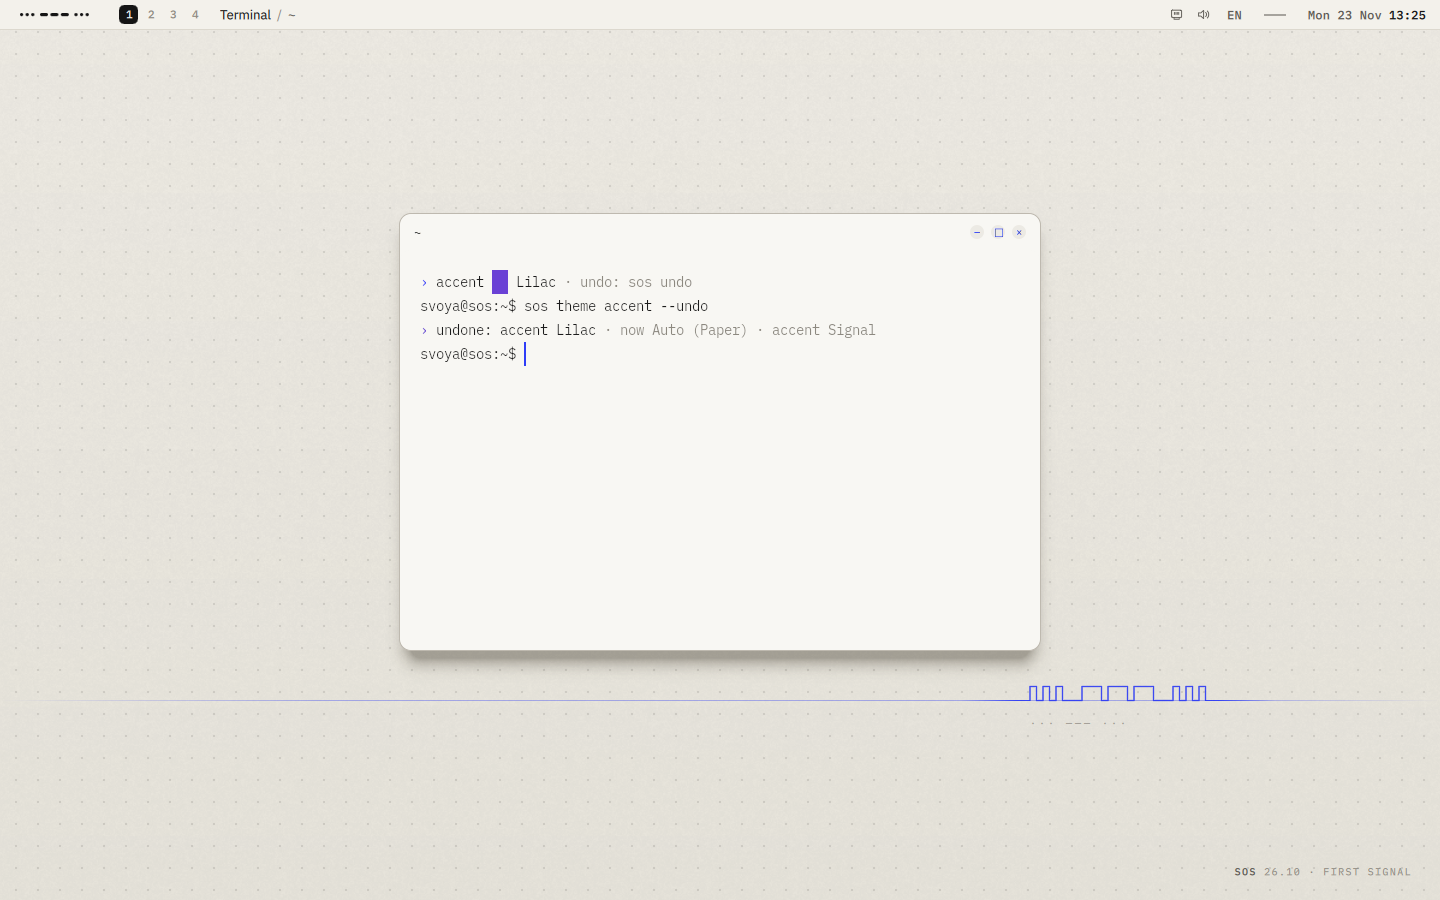 1 2 3 4 Terminal / ~ EN Mon 23 Nov 13:25
~
› accent Lilac · undo: sos undo
svoya@sos:~$ sos theme accent --undo
› undone: accent Lilac · now Auto (Paper) · accent Signal
svoya@sos:~$
··· −−− ···
SOS 26.10 · FIRST SIGNAL